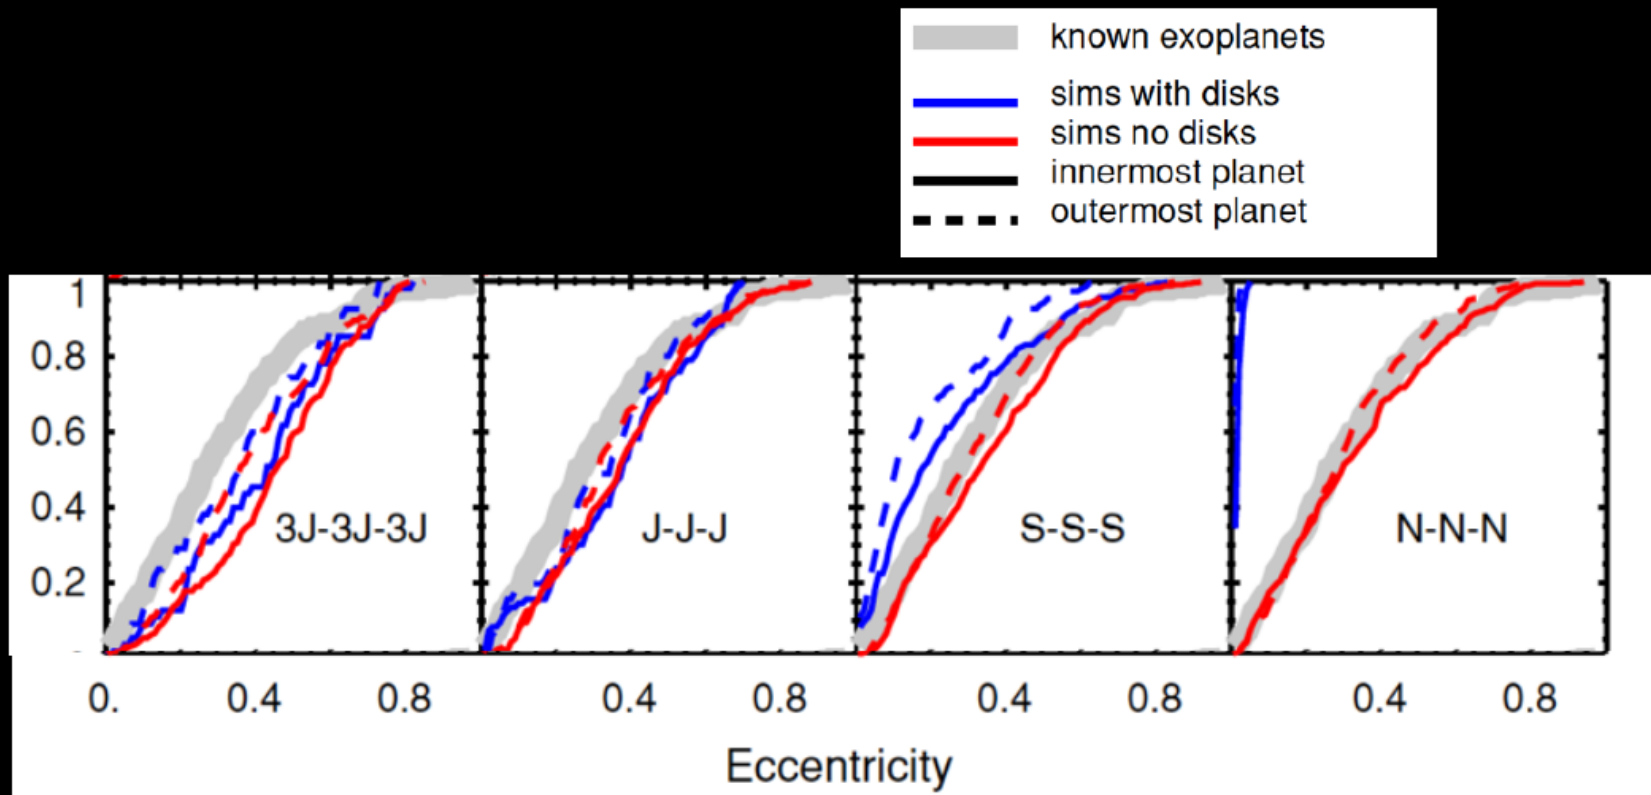 known exoplanets
sims with disks
sims no disks
innermost planet
outermost planet
1
0.8
0.6
0.4
0.2
3J-3J-3J
J-J-J
S-S-S
N-N-N
0. 0.4 0.8 0.4 0.8 0.4 0.8 0.4 0.8
Eccentricity